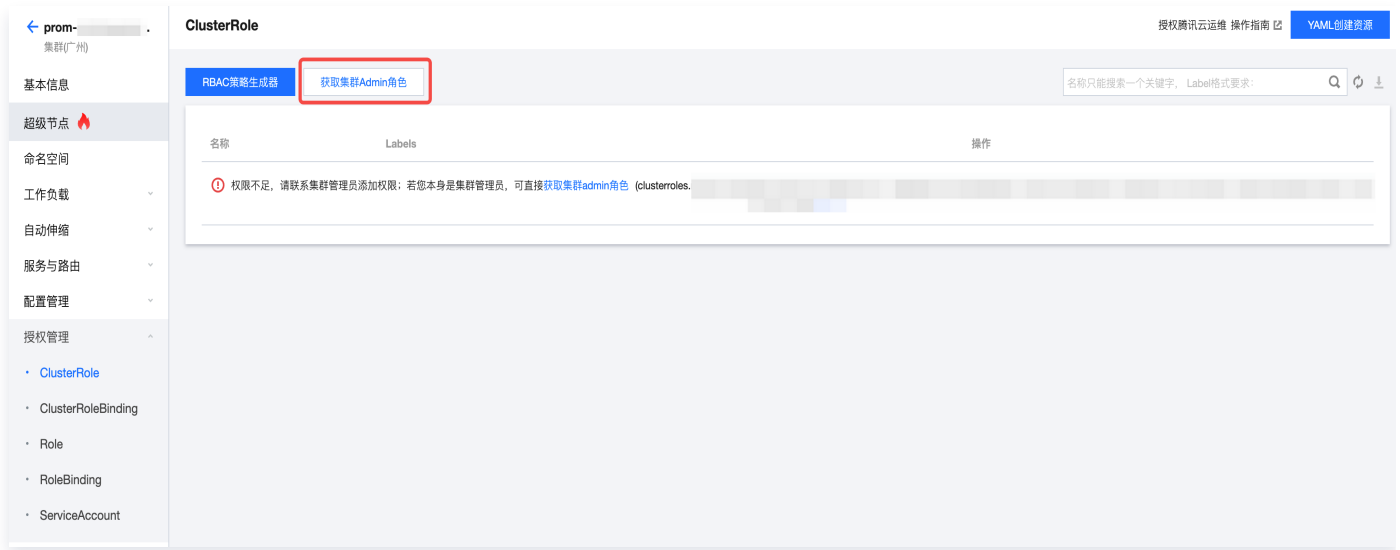 prom-
集群(广州)
基本信息
超级节点
命名空间
工作负载
自动伸缩
服务与路由
配置管理
授权管理
ClusterRole
ClusterRoleBinding
Role
RoleBinding
ServiceAccount
ClusterRole
授权腾讯云运维 操作指南
YAML创建资源
RBAC策略生成器
获取集群Admin角色
名称只能搜索一个关键字， Label格式要求:
名称 Labels 操作
权限不足，请联系集群管理员添加权限；若您本身是集群管理员，可直接获取集群admin角色 (clusterroles.